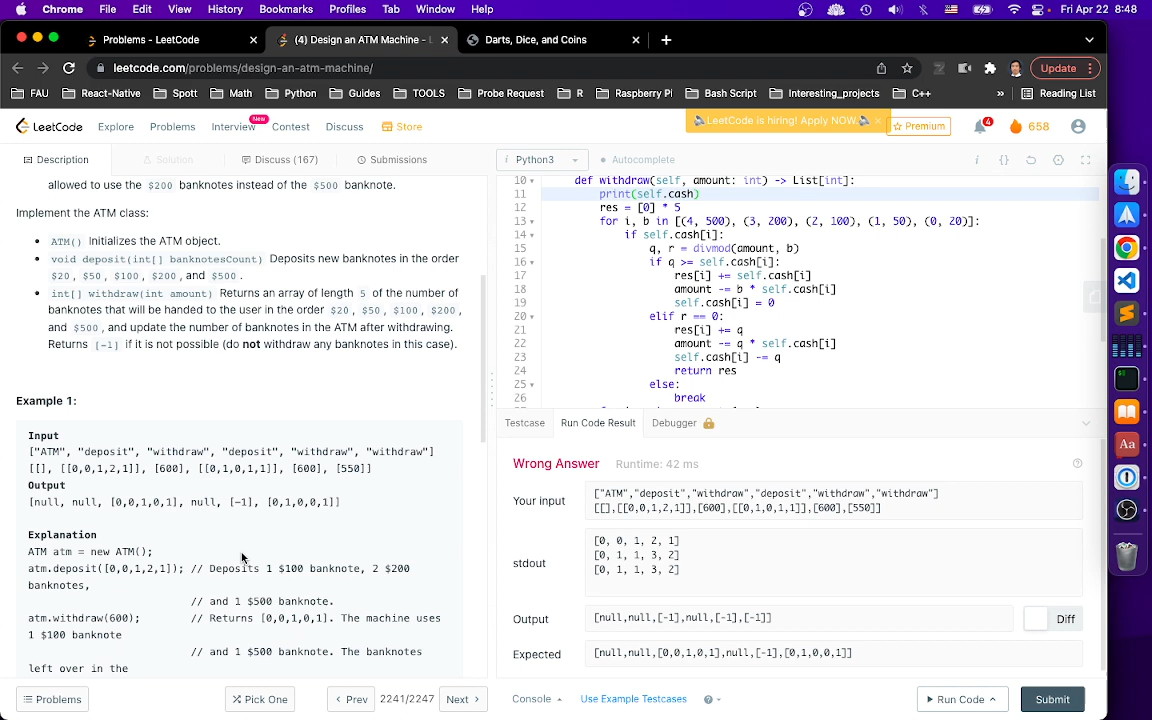 Chrome File Edit View History Bookmarks Profiles Tab Window Help
Fri Apr 22 8:48
Problems - LeetCode
(4) Design an ATM Machine - L
Darts, Dice, and Coins
leetcode.com/problems/design-an-atm-machine/
Update
FAU React-Native Spott Math Python Guides TOOLS Probe Request R Raspberry PI Bash Script Interesting_projects C++ » Reading List
LeetCode Explore Problems Interview New Contest Discuss Store
LeetCode is hiring! Apply NOW.
Premium
4
658
Description Solution Discuss (167) Submissions
allowed to use the $200 banknotes instead of the $500 banknote.
Implement the ATM class:
• ATM() Initializes the ATM object.
• void deposit(int[] banknotesCount) Deposits new banknotes in the order
$20, $50, $100, $200, and $500.
• int[] withdraw(int amount) Returns an array of length 5 of the number of
banknotes that will be handed to the user in the order $20, $50, $100, $200,
and $500, and update the number of banknotes in the ATM after withdrawing.
Returns [-1] if it is not possible (do not withdraw any banknotes in this case).
Example 1:
Input
["ATM", "deposit", "withdraw", "deposit", "withdraw", "withdraw"]
[[], [[0,0,1,2,1]], [600], [[0,1,0,1,1]], [600], [550]]
Output
[null, null, [0,0,1,0,1], null, [-1], [0,1,0,0,1]]
Explanation
ATM atm = new ATM();
atm.deposit([0,0,1,2,1]); // Deposits 1 $100 banknote, 2 $200
banknotes,
// and 1 $500 banknote.
atm.withdraw(600); // Returns [0,0,1,0,1]. The machine uses
1 $100 banknote
// and 1 $500 banknote. The banknotes
left over in the
Problems Pick One Prev 2241/2247 Next
i Python3 Autocomplete
10 def withdraw(self, amount: int) -> List[int]:
11 print(self.cash)
12 res = [0] * 5
13 for i, b in [(4, 500), (3, 200), (2, 100), (1, 50), (0, 20)]:
14 if self.cash[i]:
15 q, r = divmod(amount, b)
16 if q >= self.cash[i]:
17 res[i] += self.cash[i]
18 amount -= b * self.cash[i]
19 self.cash[i] = 0
20 elif r == 0:
21 res[i] += q
22 amount -= q * self.cash[i]
23 self.cash[i] -= q
24 return res
25 else:
26 break
Testcase Run Code Result Debugger
Wrong Answer Runtime: 42 ms
Your input
["ATM","deposit","withdraw","deposit","withdraw","withdraw"]
[[],[[0,0,1,2,1]],[600],[[0,1,0,1,1]],[600],[550]]
stdout
[0, 0, 1, 2, 1]
[0, 1, 1, 3, 2]
[0, 1, 1, 3, 2]
Output [null,null,[-1],null,[-1],[-1]] Diff
Expected [null,null,[0,0,1,0,1],null,[-1],[0,1,0,0,1]]
Console Use Example Testcases Run Code Submit
Aa